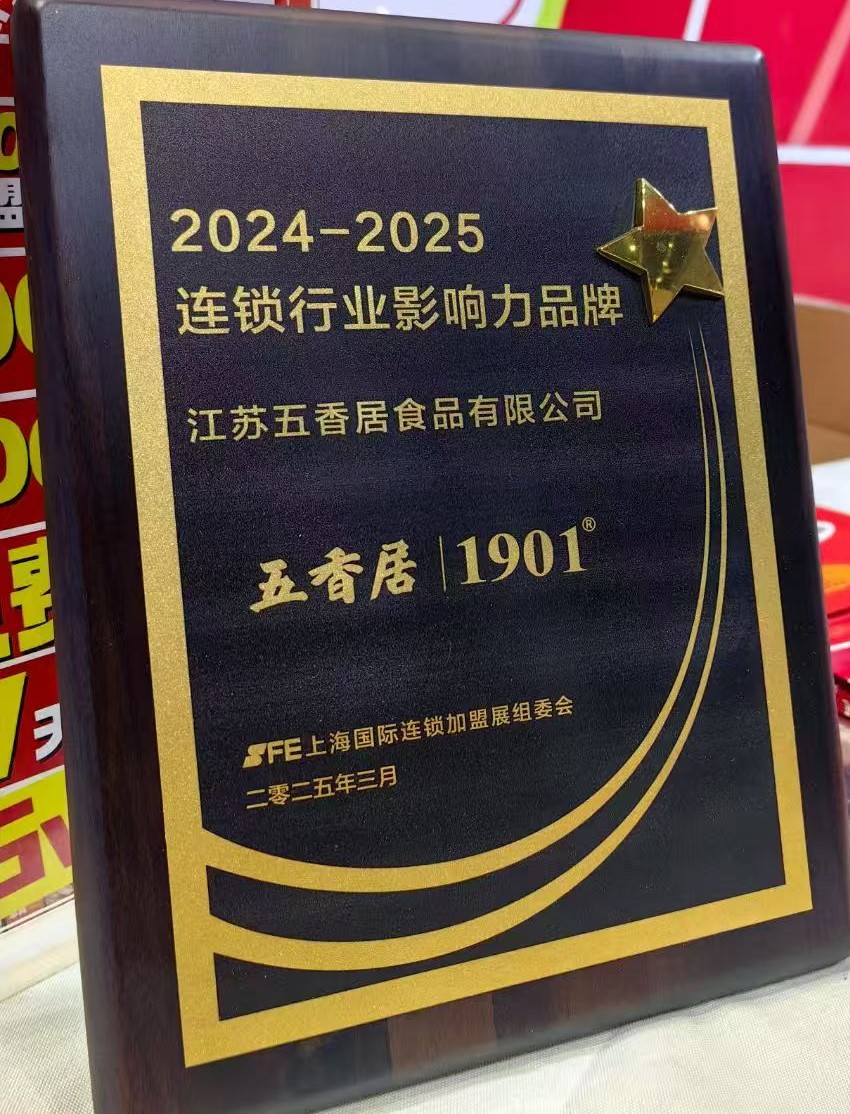 2024-2025
连锁行业影响力品牌
江苏五香居食品有限公司
五香居 | 1901®
SFE上海国际连锁加盟展组委会
二零二五年三月